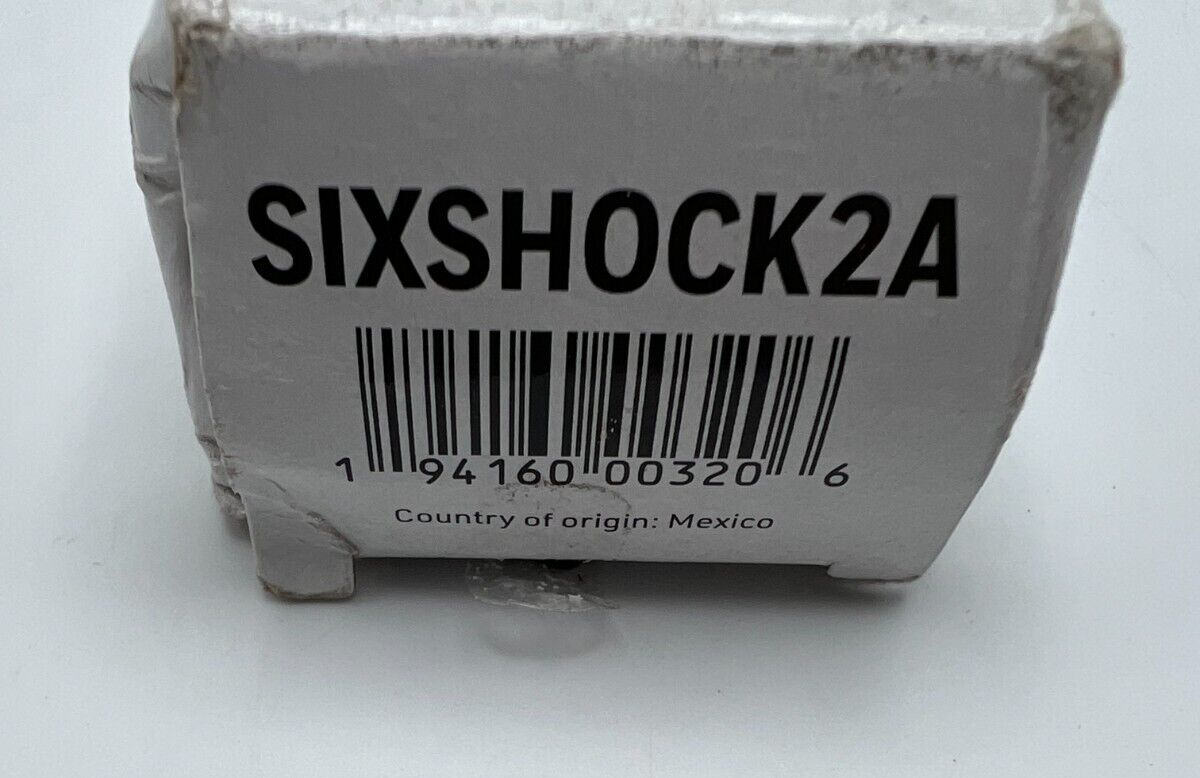 SIXSHOCK2A
1 94160 00320 6
Country of origin: Mexico